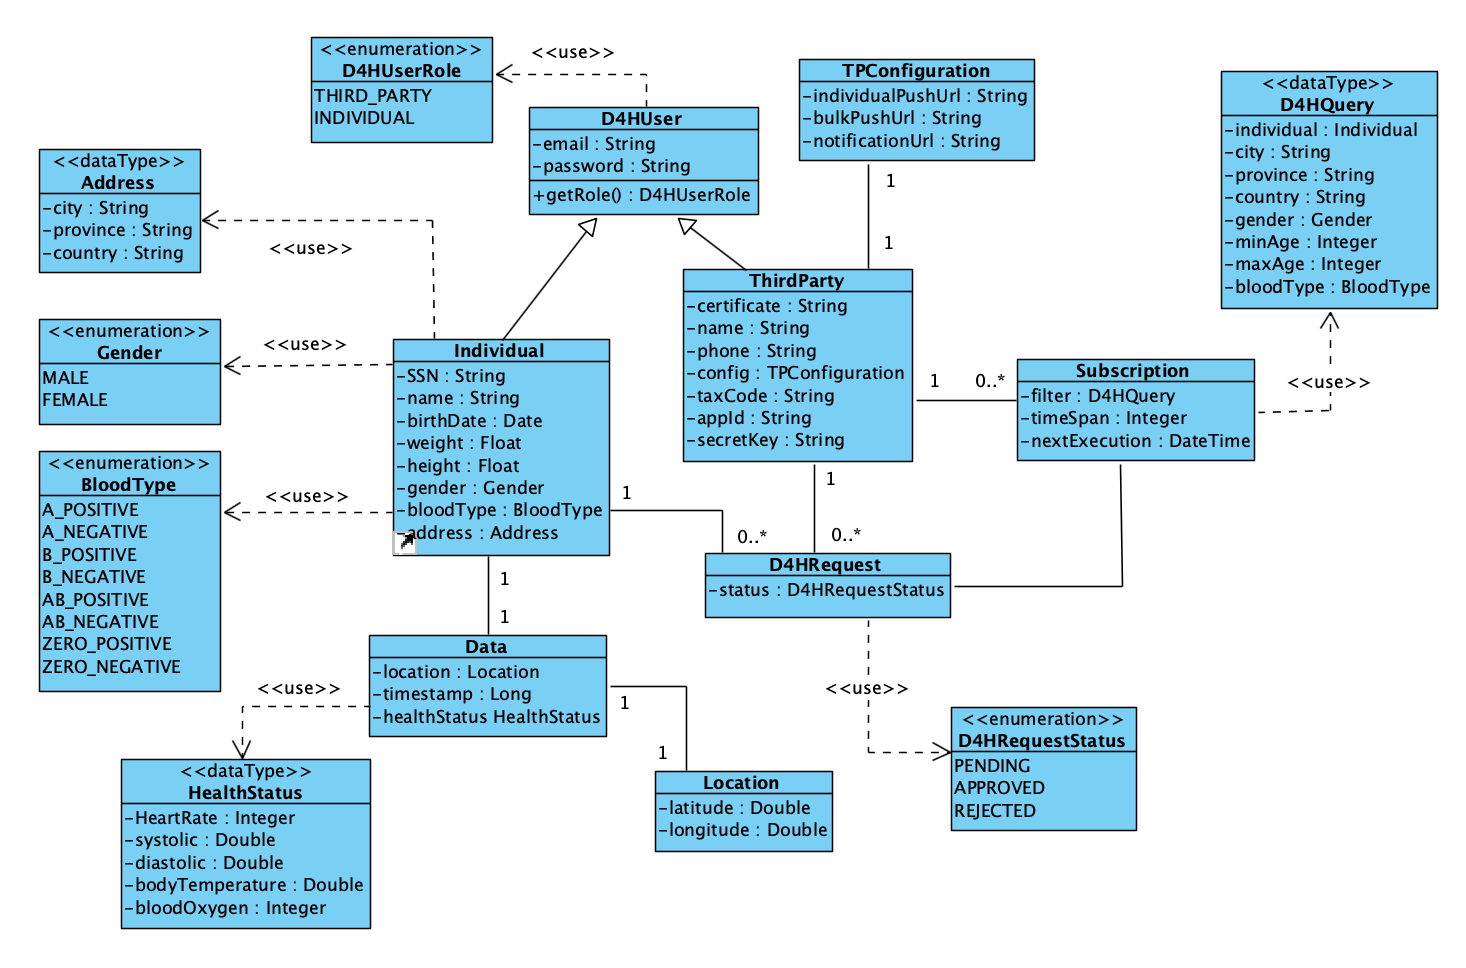 <<enumeration>>
D4HUserRole
THIRD_PARTY
INDIVIDUAL
<<use>>
D4HUser
-email : String
-password : String
+getRole() : D4HUserRole
TPConfiguration
-individualPushUrl : String
-bulkPushUrl : String
-notificationUrl : String
1
1
<<dataType>>
D4HQuery
-individual : Individual
-city : String
-province : String
-country : String
-gender : Gender
-minAge : Integer
-maxAge : Integer
-bloodType : BloodType
<<dataType>>
Address
-city : String
-province : String
-country : String
<<use>>
ThirdParty
-certificate : String
-name : String
-phone : String
-config : TPConfiguration
-taxCode : String
-appId : String
-secretKey : String
<<enumeration>>
Gender
MALE
FEMALE
<<use>>
Individual
-SSN : String
-name : String
-birthDate : Date
-weight : Float
-height : Float
-gender : Gender
-bloodType : BloodType
-address : Address
1
0..*
Subscription
-filter : D4HQuery
-timeSpan : Integer
-nextExecution : DateTime
<<use>>
<<enumeration>>
BloodType
A_POSITIVE
A_NEGATIVE
B_POSITIVE
B_NEGATIVE
AB_POSITIVE
AB_NEGATIVE
ZERO_POSITIVE
ZERO_NEGATIVE
<<use>>
1
0..*
1
0..*
D4HRequest
-status : D4HRequestStatus
1
1
Data
-location : Location
-timestamp : Long
-healthStatus HealthStatus
<<use>>
1
1
<<use>>
<<enumeration>>
D4HRequestStatus
PENDING
APPROVED
REJECTED
<<dataType>>
HealthStatus
-HeartRate : Integer
-systolic : Double
-diastolic : Double
-bodyTemperature : Double
-bloodOxygen : Integer
Location
-latitude : Double
-longitude : Double